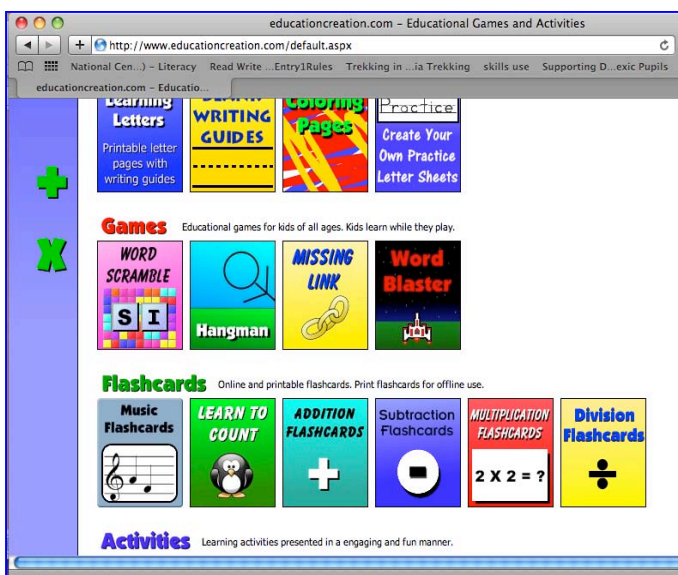 educationcreation.com – Educational Games and Activities
http://www.educationcreation.com/default.aspx
National Cen...) – Literacy Read Write ...Entry1Rules Trekking in ...ia Trekking skills use Supporting D...exic Pupils
educationcreation.com – Educatio...
Learning
Letters
Printable letter
pages with
writing guides
WRITING
GUIDES
Coloring
Pages
Practice
Create Your
Own Practice
Letter Sheets
Games Educational games for kids of all ages. Kids learn while they play.
WORD
SCRAMBLE
S I
Hangman
MISSING
LINK
Word
Blaster
Flashcards Online and printable flashcards. Print flashcards for offline use.
Music
Flashcards
LEARN TO
COUNT
ADDITION
FLASHCARDS
+
Subtraction
Flashcards
-
MULTIPLICATION
FLASHCARDS
2 X 2 = ?
Division
Flashcards
÷
Activities Learning activities presented in a engaging and fun manner.